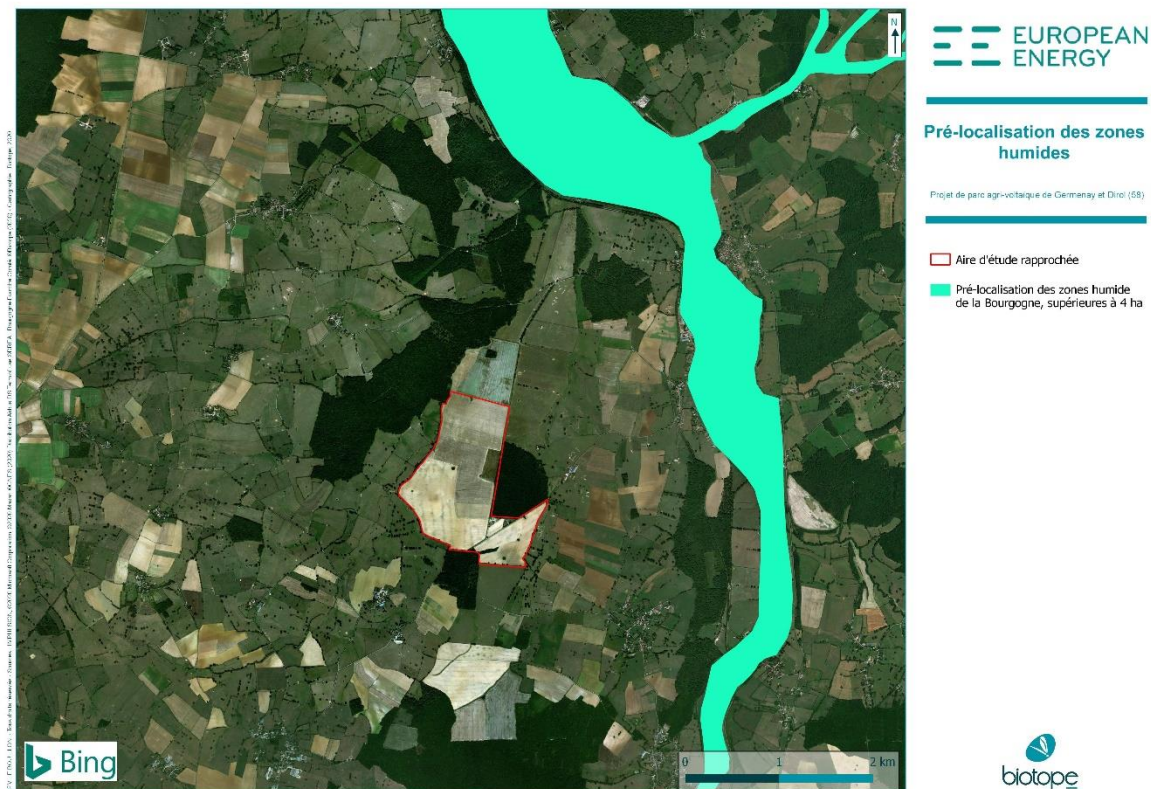 N
EUROPEAN
ENERGY
Pré-localisation des zones
humides
Projet de parc agri-voltaïque de Germenay et Dirol (58)
Aire d'étude rapprochée
Pré-localisation des zones humide
de la Bourgogne, supérieures à 4 ha
Bing
0 1 2 km
biotope